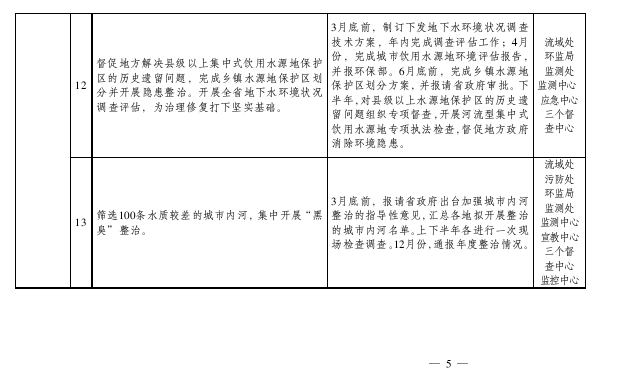 12
督促地方解决县级以上集中式饮用水源地保护
区的历史遗留问题，完成乡镇水源地保护区划
分并开展隐患整治。开展全省地下水环境状况
调查评估，为治理修复打下坚实基础。
3月底前，制订下发地下水环境状况调查
技术方案，年内完成调查评估工作；4月
份，完成城市饮用水源地环境评估报告，
并报环保部。6月底前，完成乡镇水源地
保护区划分方案，并报请省政府审批。下
半年，对县级以上水源地保护区的历史遗
留问题组织专项督查，开展河流型集中式
饮用水源地专项执法检查，督促地方政府
消除环境隐患。
流域处
环监局
监测处
监测中心
应急中心
三个督
查中心
13
筛选100条水质较差的城市内河，集中开展“黑
臭”整治。
3月底前，报请省政府出台加强城市内河
整治的指导性意见，汇总各地拟开展整治
的城市内河名单。上下半年各进行一次现
场检查调查。12月份，通报年度整治情况。
流域处
污防处
环监局
监测处
监测中心
宣教中心
三个督
查中心
监控中心
— 5 —